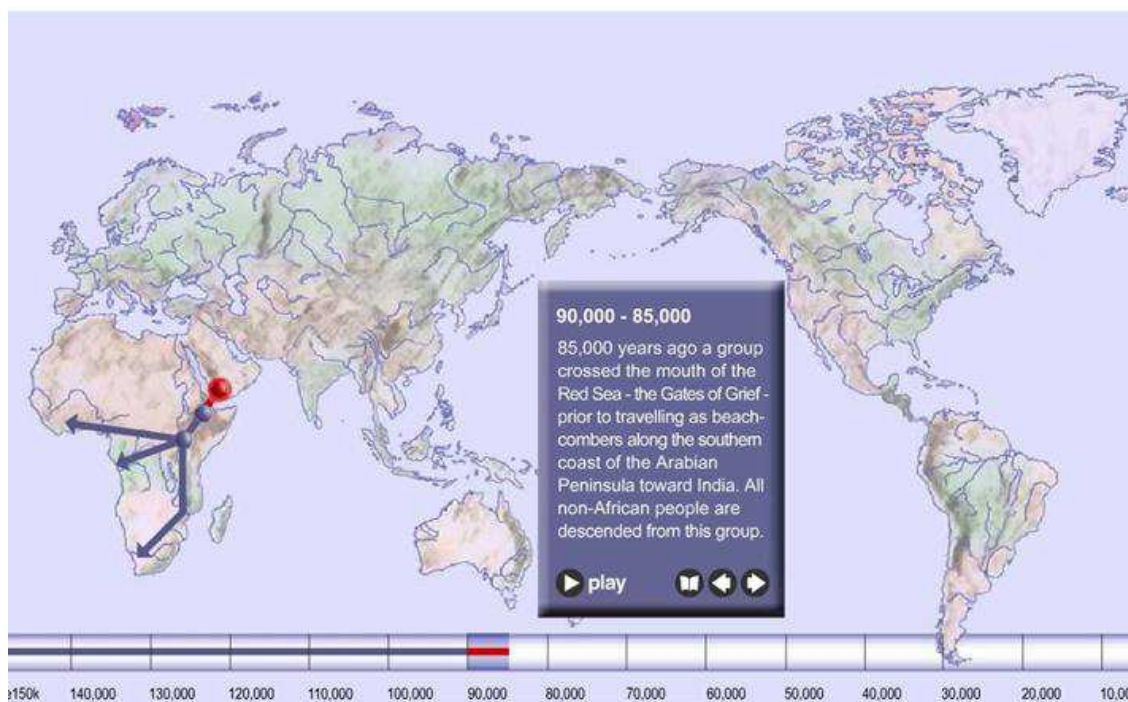 90,000 - 85,000
85,000 years ago a group
crossed the mouth of the
Red Sea - the Gates of Grief -
prior to travelling as beach-
combers along the southern
coast of the Arabian
Peninsula toward India. All
non-African people are
descended from this group.
play
e150k 140,000 130,000 120,000 110,000 100,000 90,000 80,000 70,000 60,000 50,000 40,000 30,000 20,000 10,00